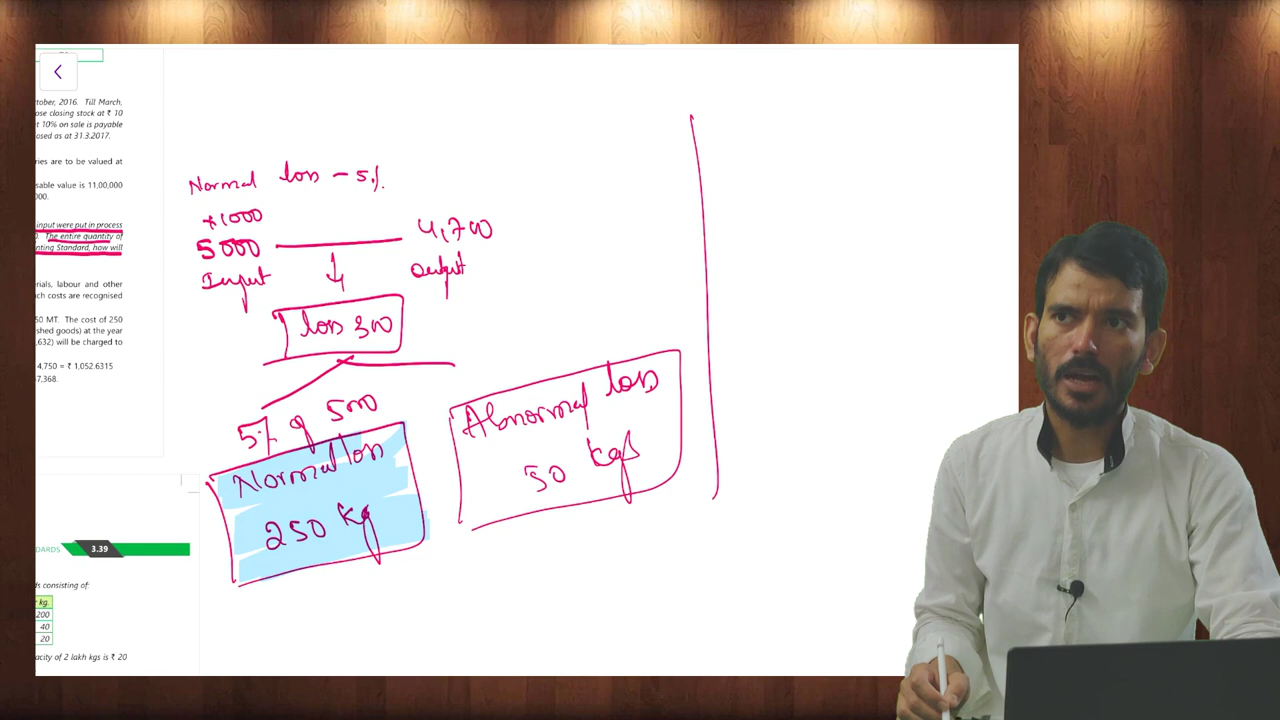 tober, 2016. Till March,
ose closing stock at ₹ 10
t 10% on sale is payable
osed as at 31.3.2017.
ries are to be valued at
sable value is 11,00,000
000.
input were put in process
). The entire quantity of
nting Standard, how will
rials, labour and other
ich costs are recognised
50 MT. The cost of 250
shed goods) at the year
,632) will be charged to
4,750 = ₹ 1,052.6315
7,368.
DARDS 3.39
ds consisting of:
kg.
200
40
20
acity of 2 lakh kgs is ₹ 20
Normal loss - 5%
×1000
5000 4,700
Input Output
loss 300
5% of 5000
Normal loss
250 kg
Abnormal loss
50 kgs